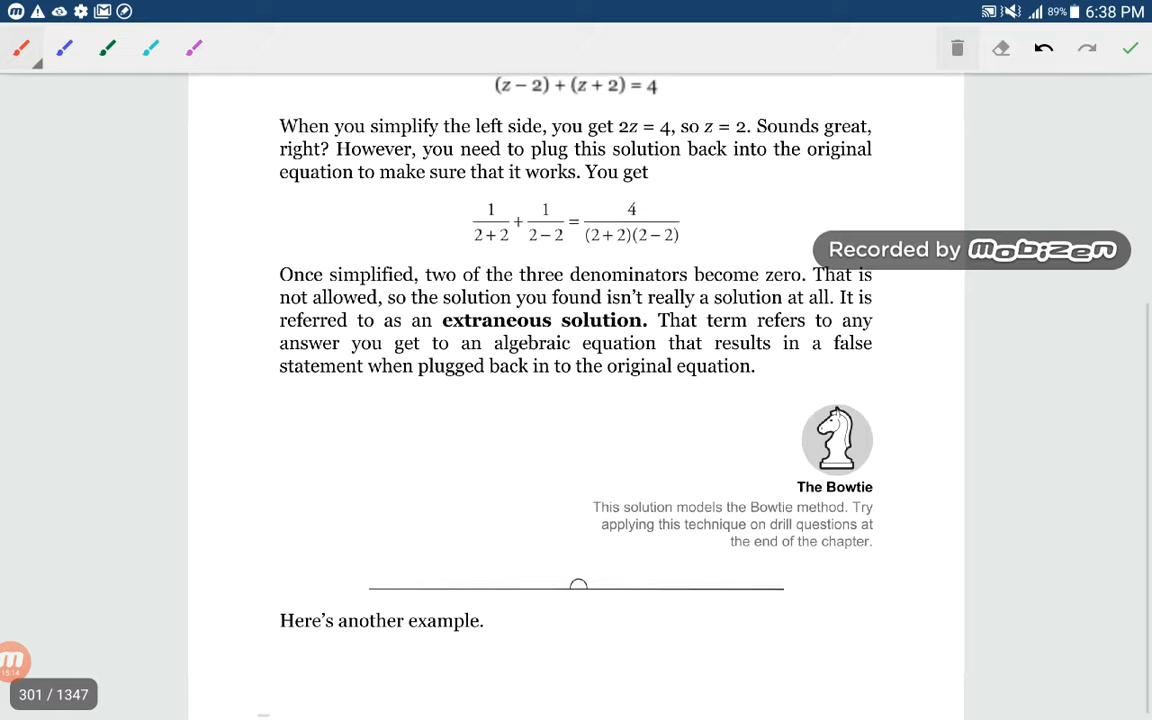 89% 6:38 PM
(z – 2) + (z + 2) = 4
When you simplify the left side, you get 2z = 4, so z = 2. Sounds great,
right? However, you need to plug this solution back into the original
equation to make sure that it works. You get
1/(2 + 2) + 1/(2 – 2) = 4/((2 + 2)(2 – 2))
Recorded by mobizen
Once simplified, two of the three denominators become zero. That is
not allowed, so the solution you found isn't really a solution at all. It is
referred to as an extraneous solution. That term refers to any
answer you get to an algebraic equation that results in a false
statement when plugged back in to the original equation.
The Bowtie
This solution models the Bowtie method. Try
applying this technique on drill questions at
the end of the chapter.
Here's another example.
15:14
301 / 1347